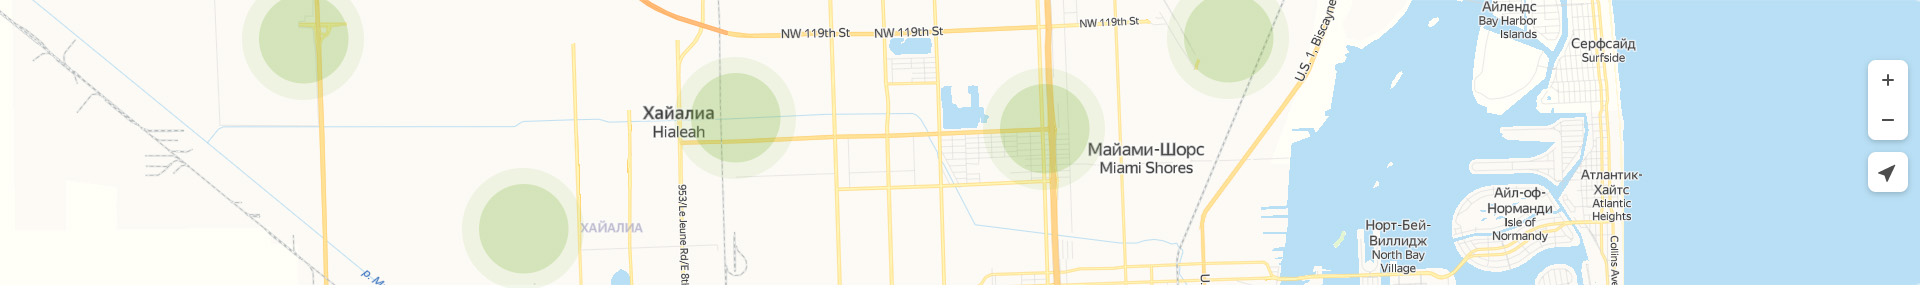 NW 119th St
NW 119th St
NW 119th St
U.S. 1, Biscayne
Айлендс
Bay Harbor
Islands
Серфсайд
Surfside
+
−
Хайалиа
Hialeah
Майами-Шорс
Miami Shores
Атлантик-
Хайтс
Atlantic
Heights
Айл-оф-
Норманди
Isle of
Normandy
ХАЙАЛИА
953/Le Jeune Rd/E 8th
Норт-Бей-
Виллидж
North Bay
Village
Collins Ave
р. М
U.